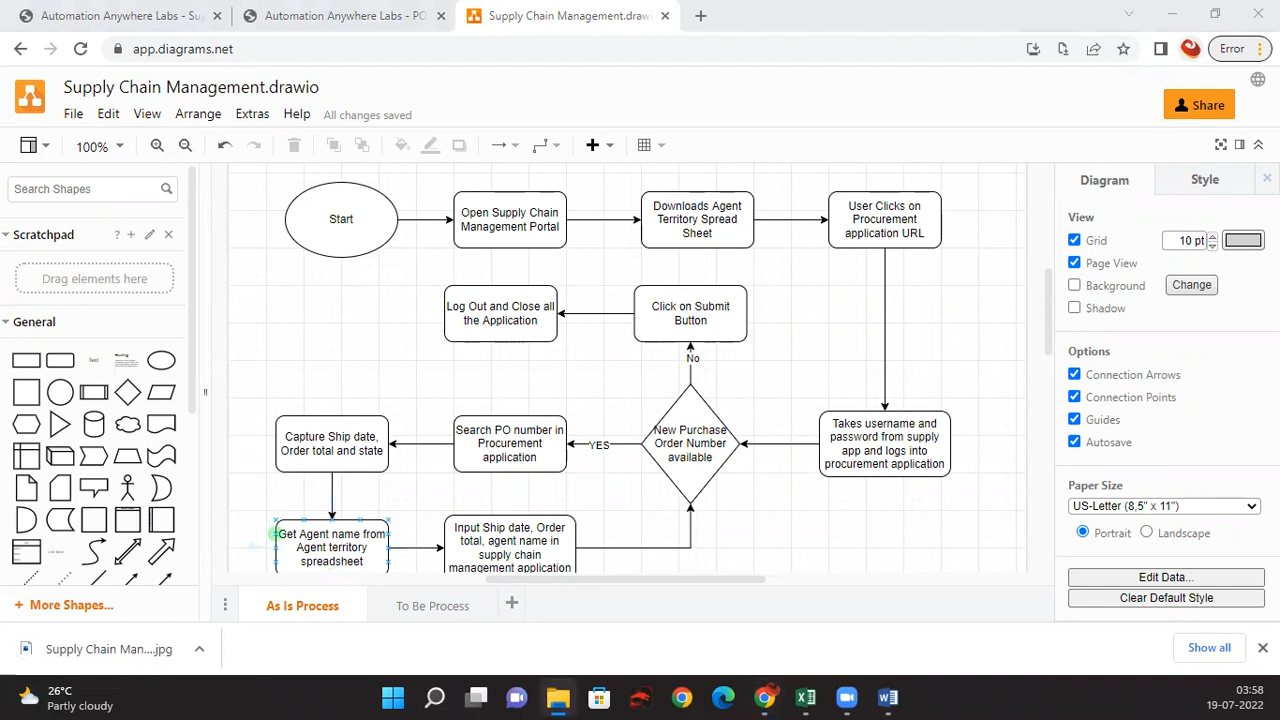 Automation Anywhere Labs - Su
Automation Anywhere Labs - PO
Supply Chain Management.draw
app.diagrams.net
Error
Supply Chain Management.drawio
File Edit View Arrange Extras Help All changes saved
Share
100%
Search Shapes
Scratchpad
Drag elements here
General
Text
Heading
More Shapes...
Start
Open Supply Chain
Management Portal
Downloads Agent
Territory Spread
Sheet
User Clicks on
Procurement
application URL
Log Out and Close all
the Application
Click on Submit
Button
No
Capture Ship date,
Order total and state
Search PO number in
Procurement
application
YES
New Purchase
Order Number
available
Takes username and
password from supply
app and logs into
procurement application
Get Agent name from
Agent territory
spreadsheet
Input Ship date, Order
total, agent name in
supply chain
management application
As Is Process
To Be Process
Diagram
Style
View
Grid
10 pt
Page View
Background
Change
Shadow
Options
Connection Arrows
Connection Points
Guides
Autosave
Paper Size
US-Letter (8,5" x 11")
Portrait
Landscape
Edit Data...
Clear Default Style
Supply Chain Man....jpg
Show all
26°C
Partly cloudy
03:58
19-07-2022